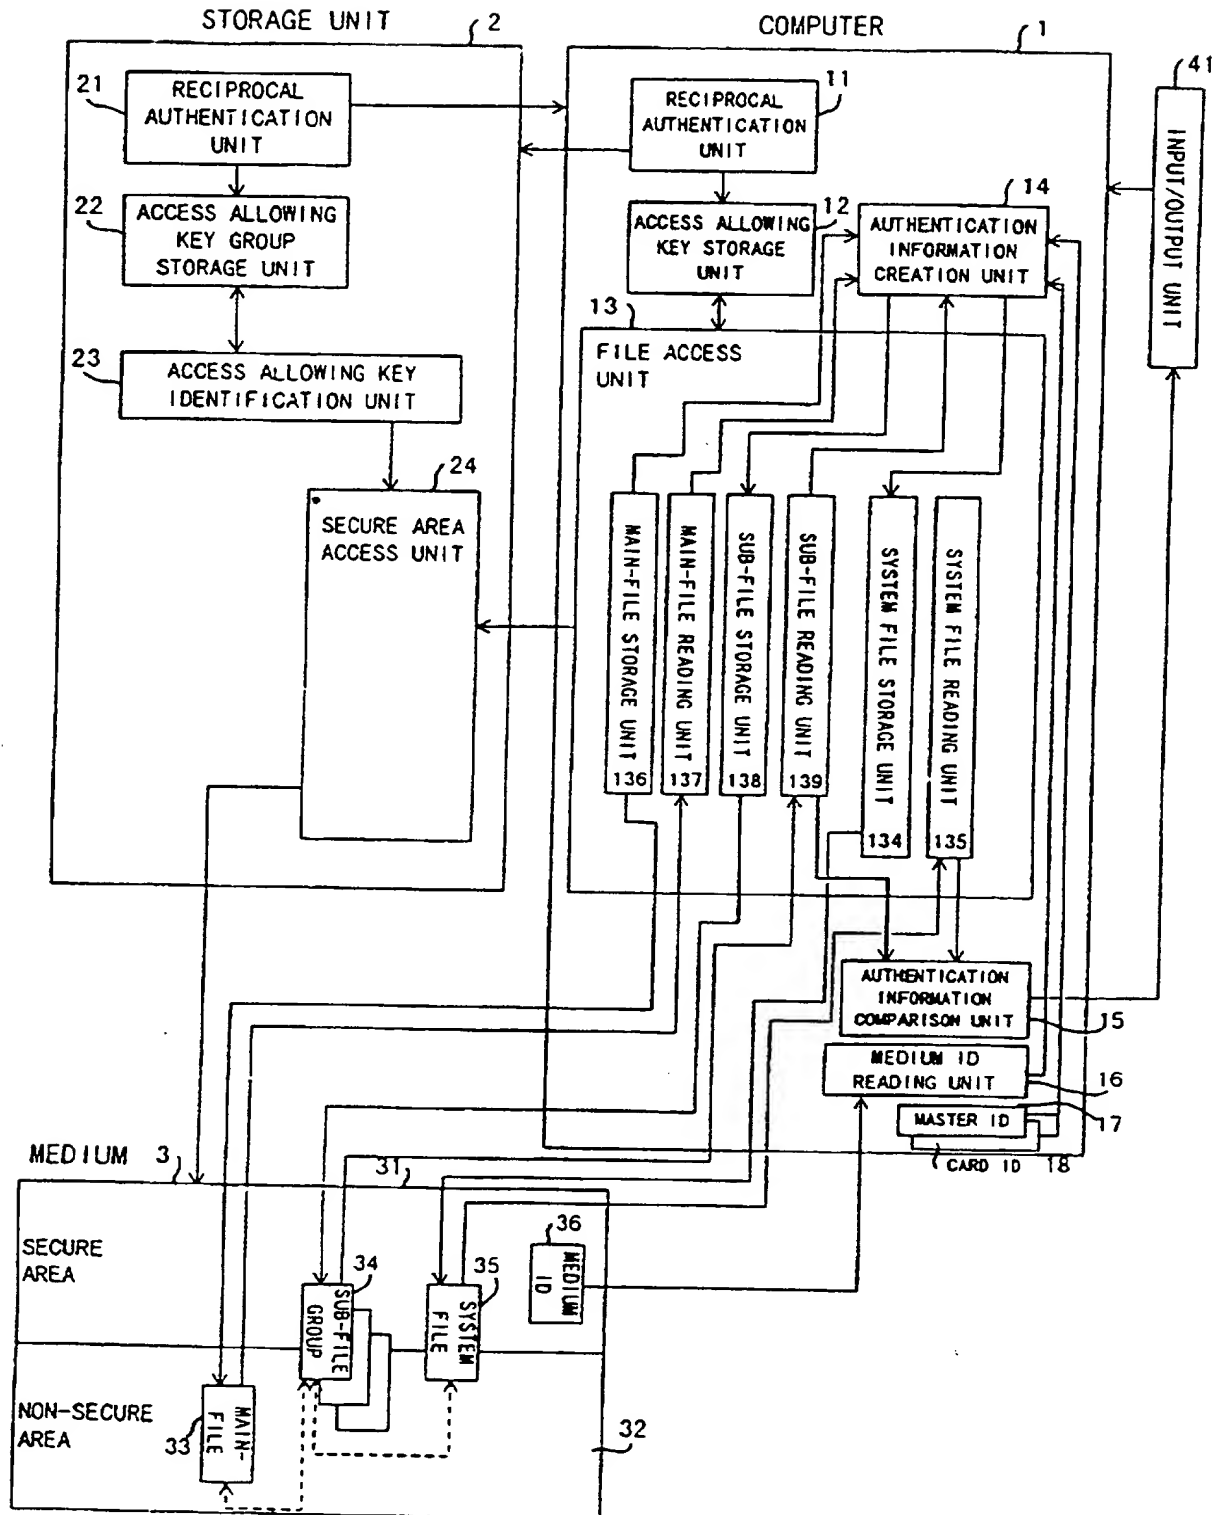 STORAGE UNIT
2
COMPUTER
1
41
21
RECIPROCAL
AUTHENTICATION
UNIT
RECIPROCAL
AUTHENTICATION
UNIT
11
INPUT/OUTPUT UNIT
22
ACCESS ALLOWING
KEY GROUP
STORAGE UNIT
ACCESS ALLOWING
KEY STORAGE
UNIT
12
14
AUTHENTICATION
INFORMATION
CREATION UNIT
23
ACCESS ALLOWING KEY
IDENTIFICATION UNIT
13
FILE ACCESS
UNIT
24
SECURE AREA
ACCESS UNIT
MAIN-FILE STORAGE UNIT
136
MAIN-FILE READING UNIT
137
SUB-FILE STORAGE UNIT
138
SUB-FILE READING UNIT
139
SYSTEM FILE STORAGE UNIT
134
SYSTEM FILE READING UNIT
135
AUTHENTICATION
INFORMATION
COMPARISON UNIT
15
MEDIUM ID
READING UNIT
16
MASTER ID
17
CARD ID
18
MEDIUM
3
31
SECURE
AREA
34
SUB-FILE
GROUP
35
SYSTEM
FILE
36
MEDIUM
ID
NON-SECURE
AREA
33
MAIN-
FILE
32